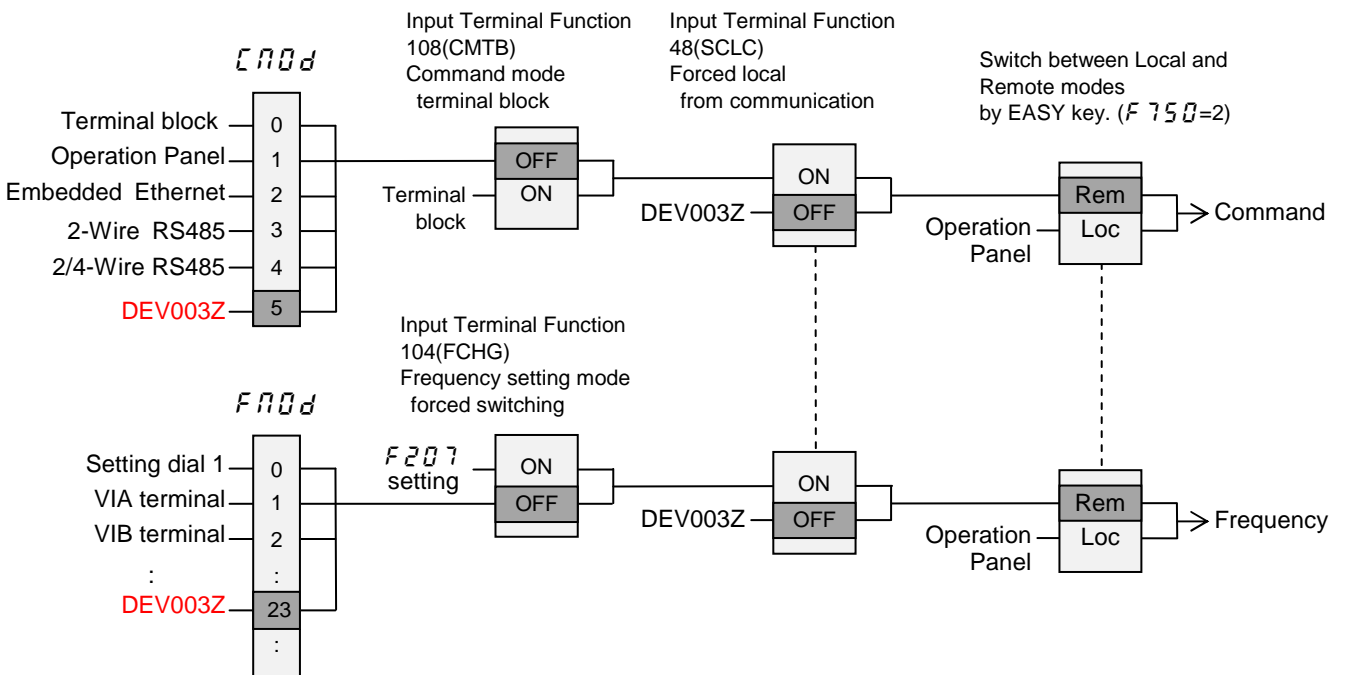 Input Terminal Function
108(CMTB)
Command mode
terminal block
Input Terminal Function
48(SCLC)
Forced local
from communication
Switch between Local and
Remote modes
by EASY key. (F750=2)
CMOd
Terminal block
0
Operation Panel
1
Embedded Ethernet
2
2-Wire RS485
3
2/4-Wire RS485
4
DEV003Z
5
OFF
ON
Terminal
block
ON
OFF
DEV003Z
Rem
Loc
Operation
Panel
Command
Input Terminal Function
104(FCHG)
Frequency setting mode
forced switching
FMOd
Setting dial 1
0
VIA terminal
1
VIB terminal
2
:
:
DEV003Z
23
:
F207
setting
ON
OFF
ON
OFF
DEV003Z
Rem
Loc
Operation
Panel
Frequency